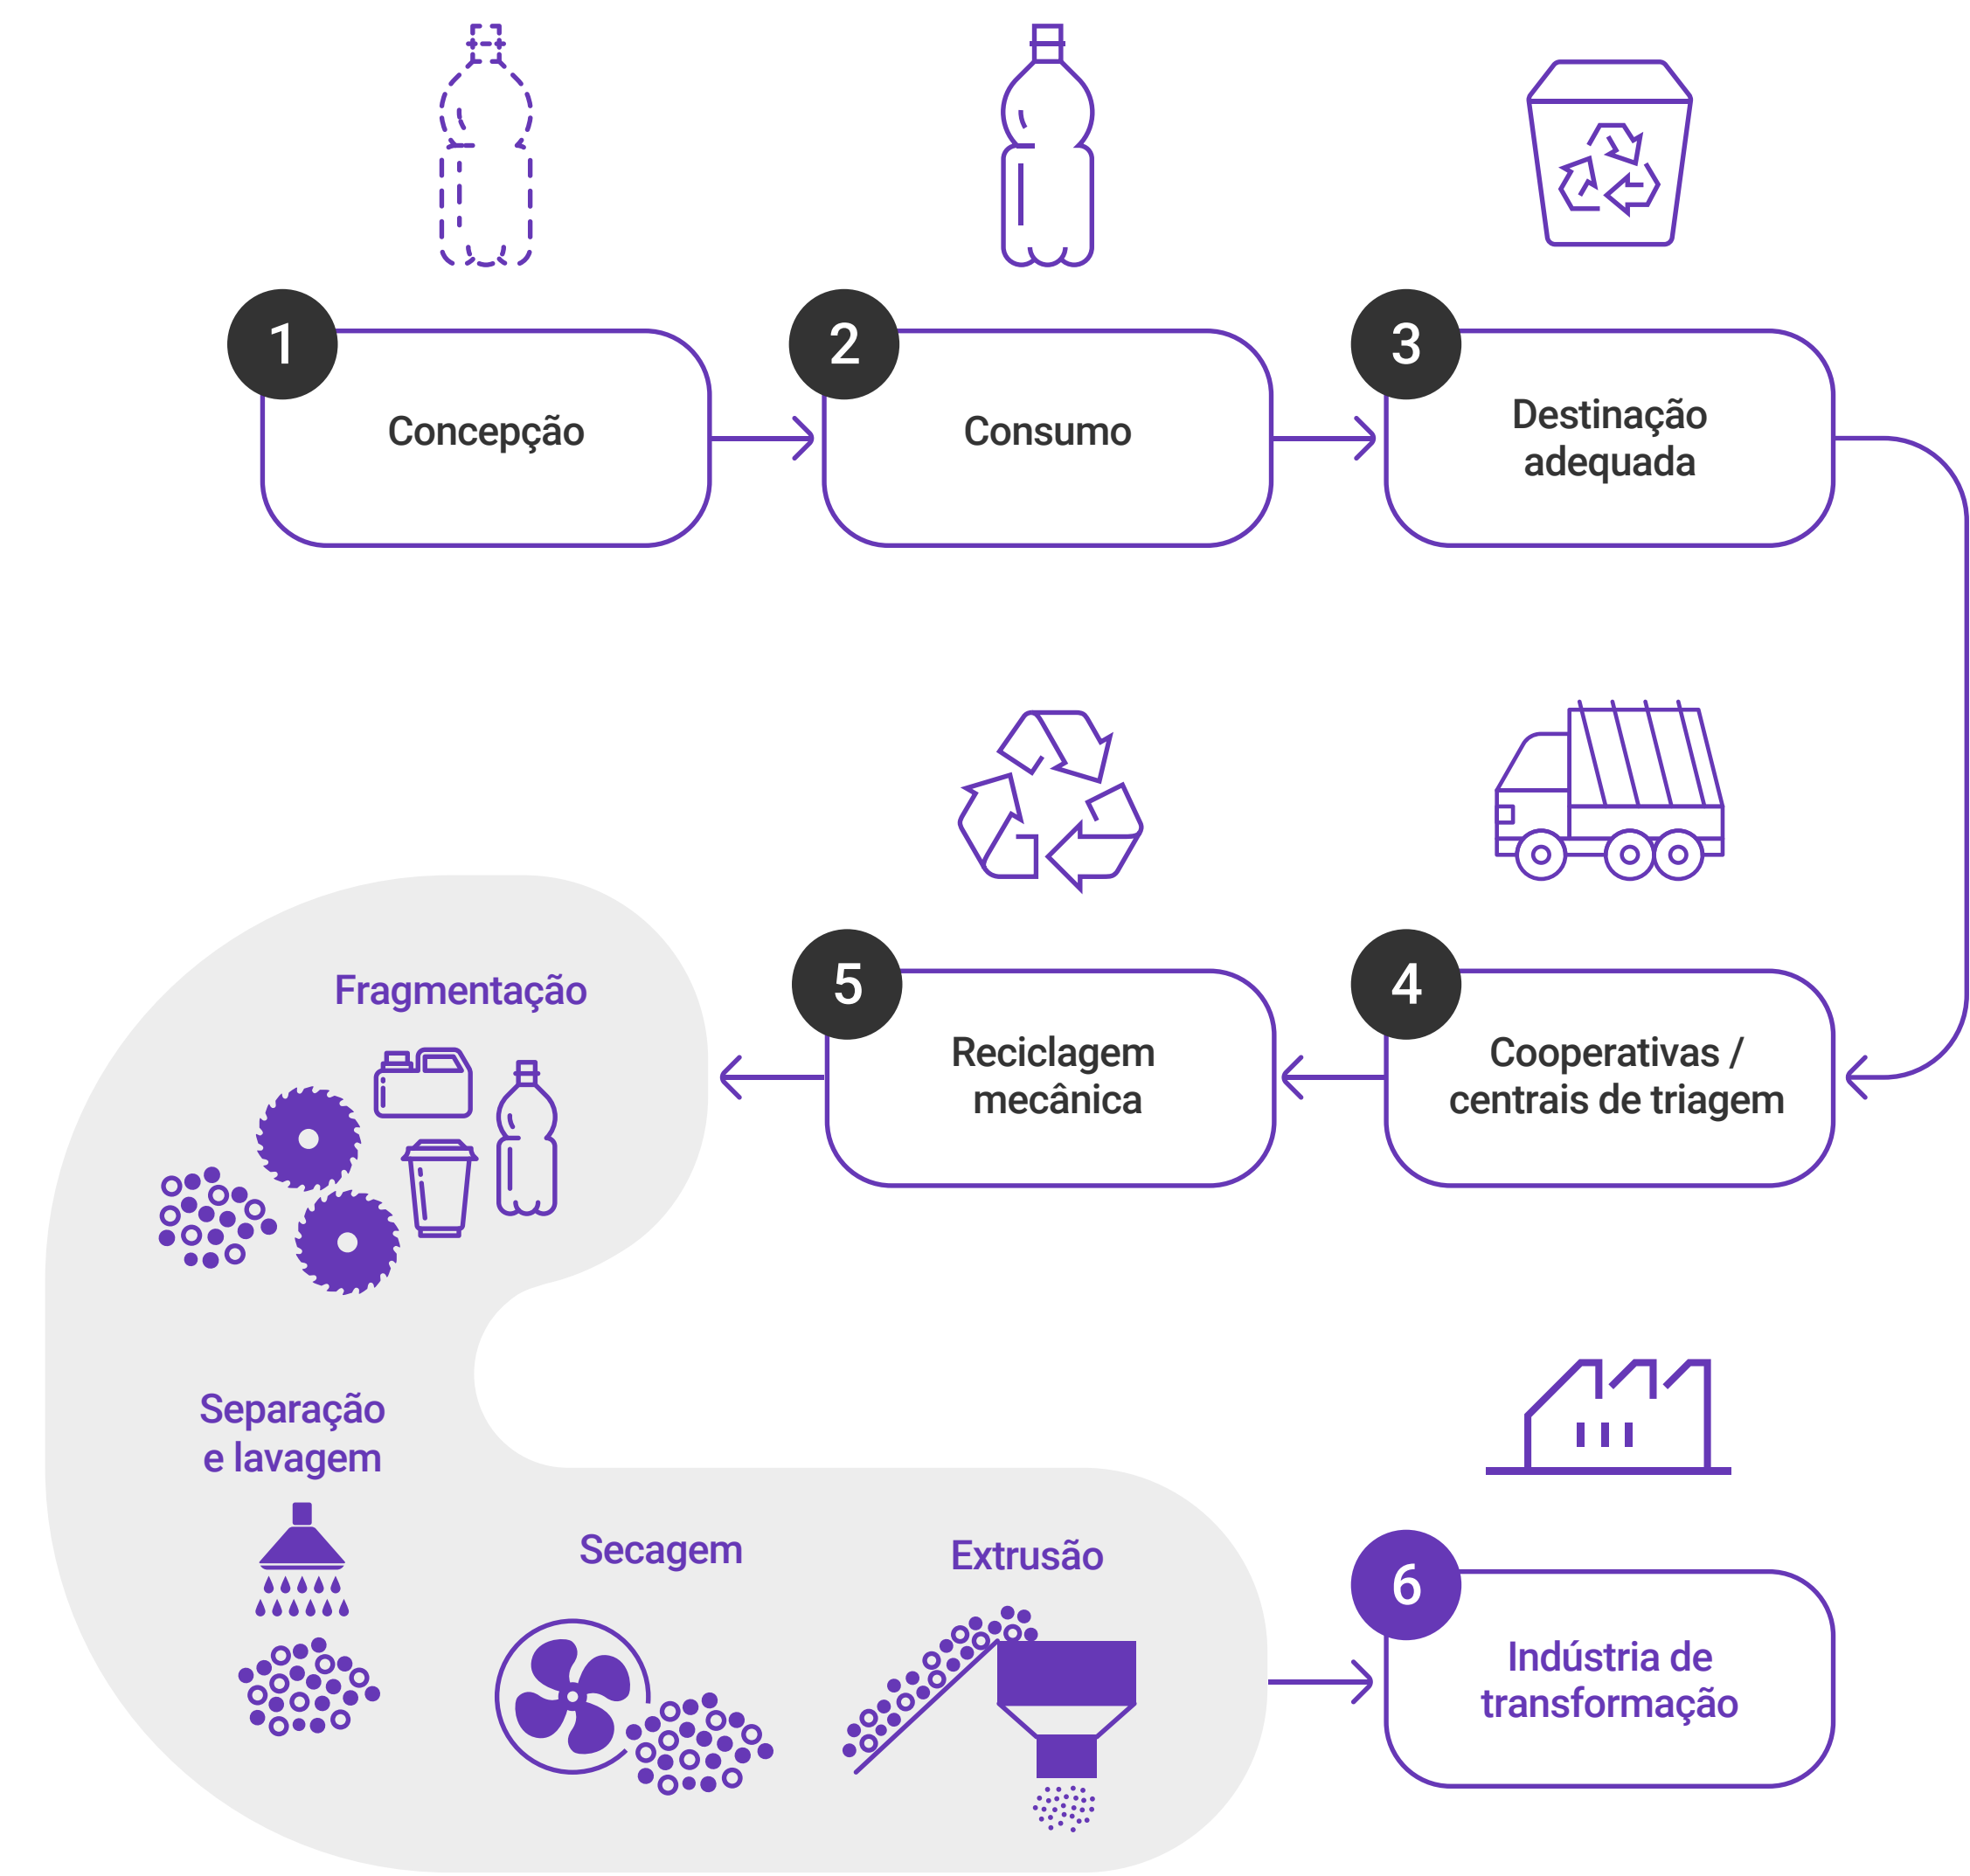 1
Concepção
2
Consumo
3
Destinação
adequada
4
Cooperativas /
centrais de triagem
5
Reciclagem
mecânica
Fragmentação
Separação
e lavagem
Secagem
Extrusão
6
Indústria de
transformação